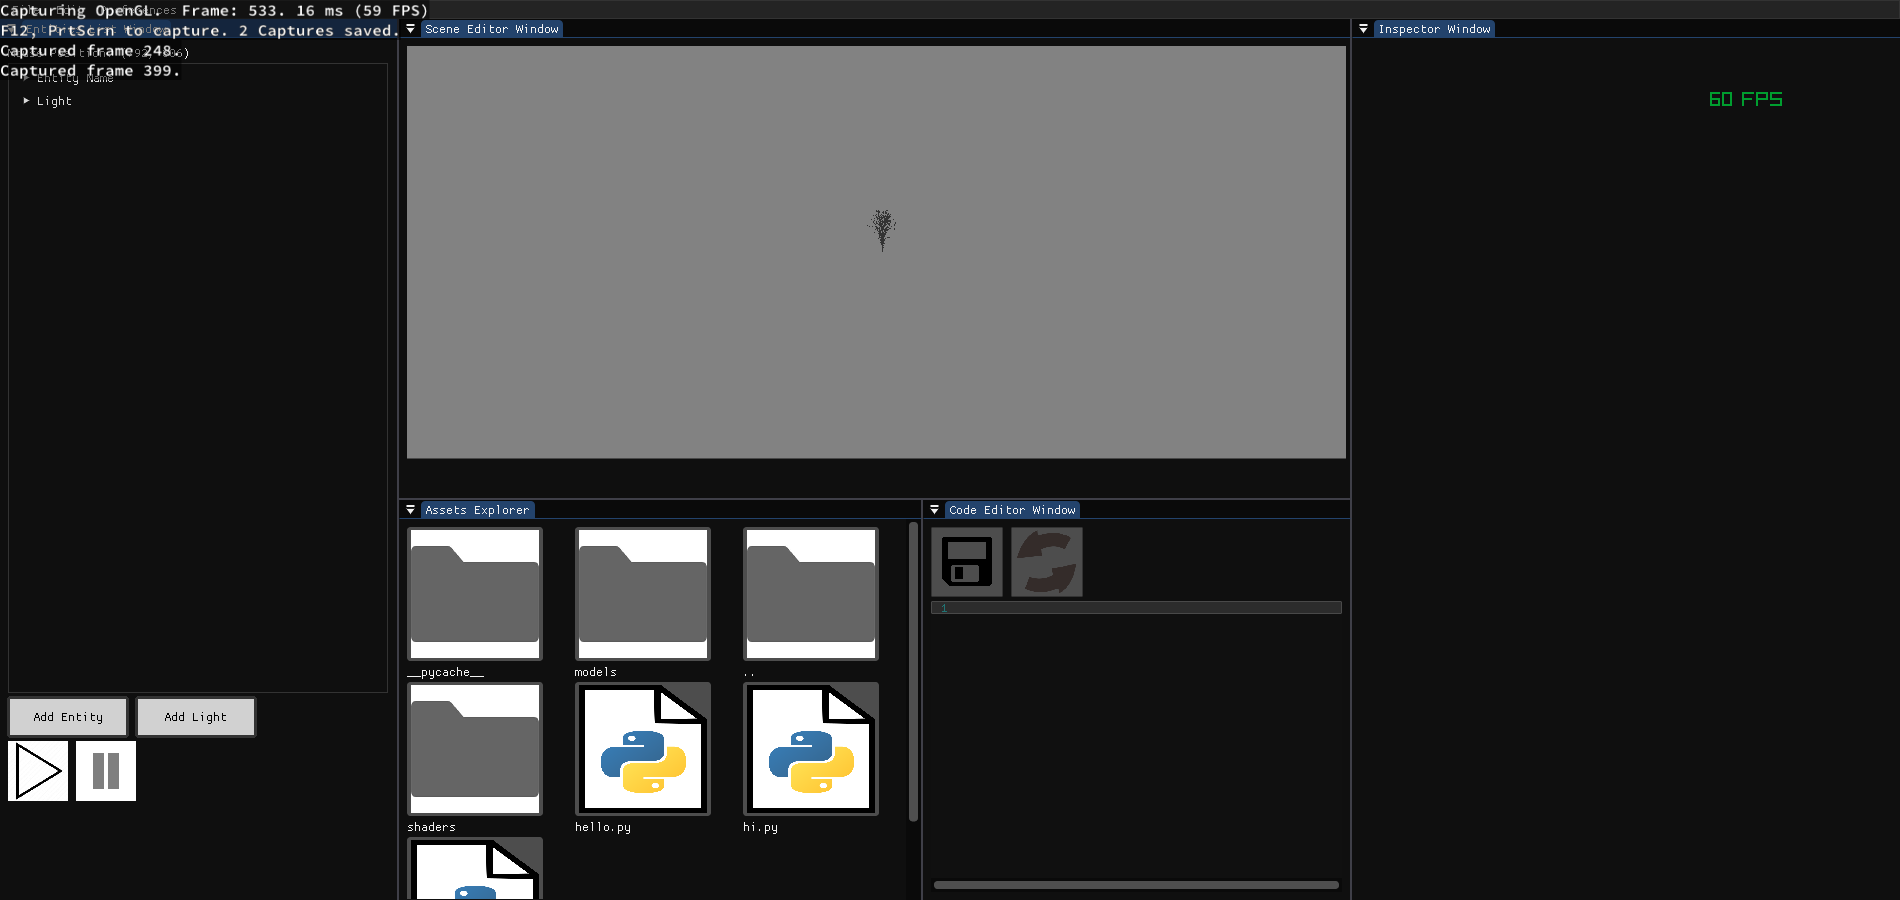 Capturing OpenGL. Frame: 533. 16 ms (59 FPS)
F12, PrtScrn to capture. 2 Captures saved.
Captured frame 248.
Captured frame 399.
Entity Name
Light
Add Entity
Add Light
Scene Editor Window
Assets Explorer
__pycache__
models
..
shaders
hello.py
hi.py
Code Editor Window
1
Inspector Window
60 FPS